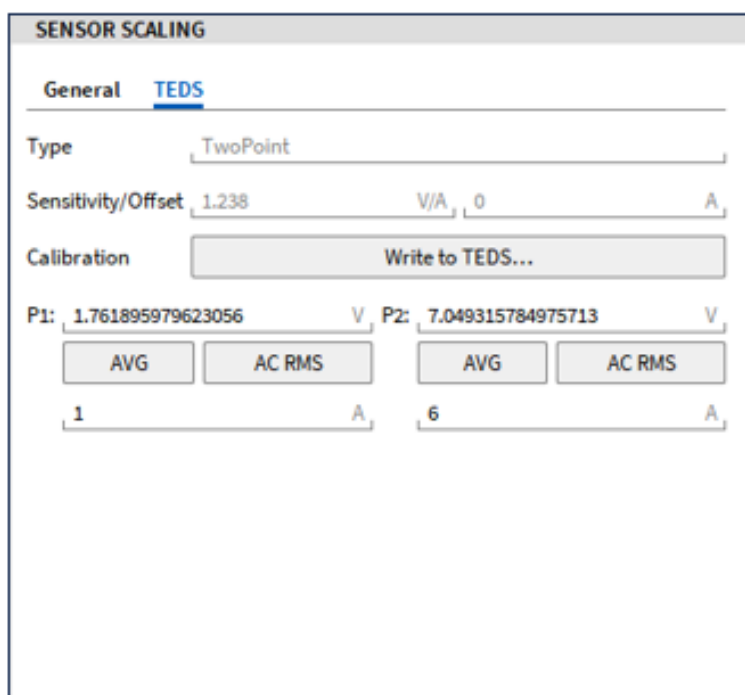 SENSOR SCALING
General TEDS
Type TwoPoint
Sensitivity/Offset 1.238 V/A 0 A
Calibration Write to TEDS...
P1: 1.761895979623056 V P2: 7.049315784975713 V
AVG AC RMS AVG AC RMS
1 A 6 A